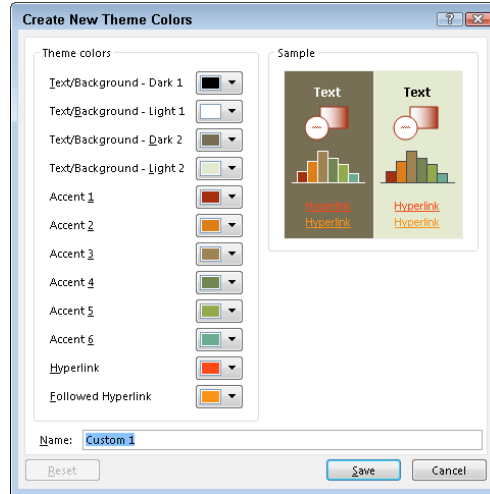 Create New Theme Colors
Theme colors
Text/Background - Dark 1
Text/Background - Light 1
Text/Background - Dark 2
Text/Background - Light 2
Accent 1
Accent 2
Accent 3
Accent 4
Accent 5
Accent 6
Hyperlink
Followed Hyperlink
Sample
Text Text
Hyperlink Hyperlink
Hyperlink Hyperlink
Name: Custom 1
Reset Save Cancel